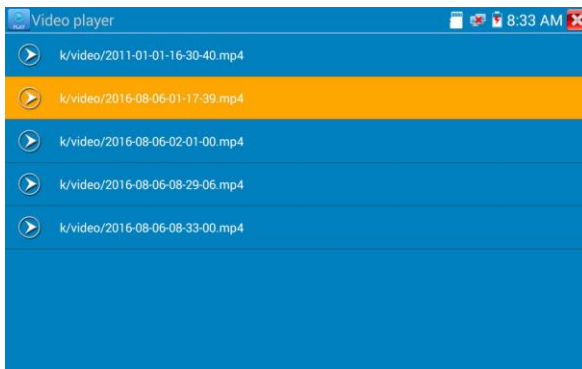 Video player 8:33 AM
k/video/2011-01-01-16-30-40.mp4
k/video/2016-08-06-01-17-39.mp4
k/video/2016-08-06-02-01-00.mp4
k/video/2016-08-06-08-29-06.mp4
k/video/2016-08-06-08-33-00.mp4